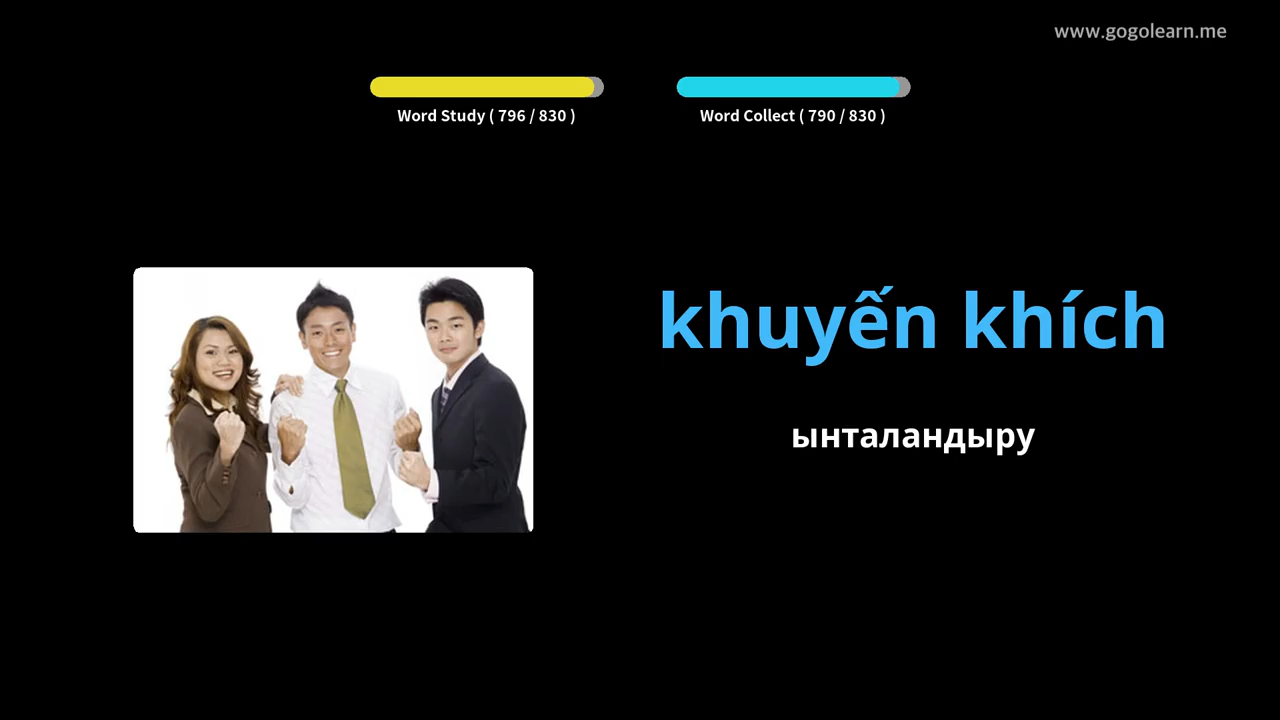 www.gogolearn.me
Word Study ( 796 / 830 )
Word Collect ( 790 / 830 )
khuyến khích
ынталандыру